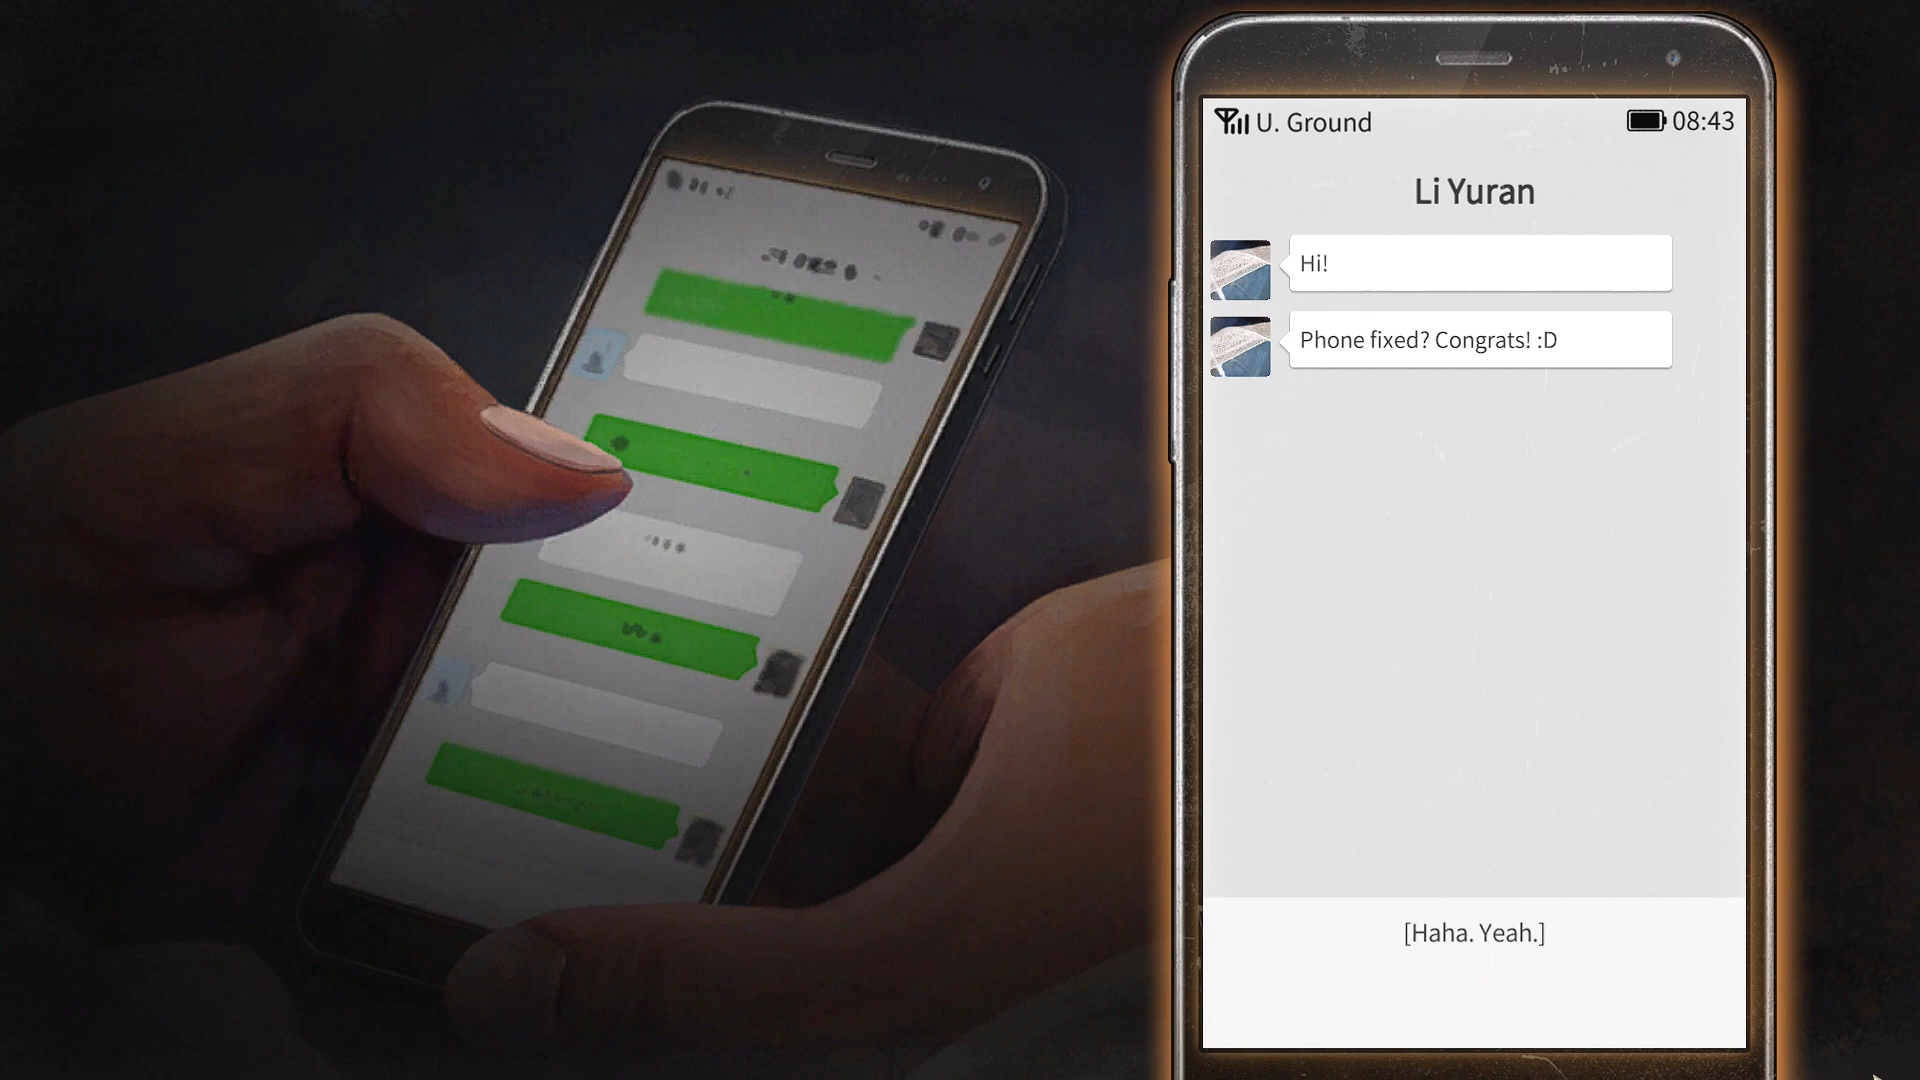 U. Ground
08:43
Li Yuran
Hi!
Phone fixed? Congrats! :D
[Haha. Yeah.]